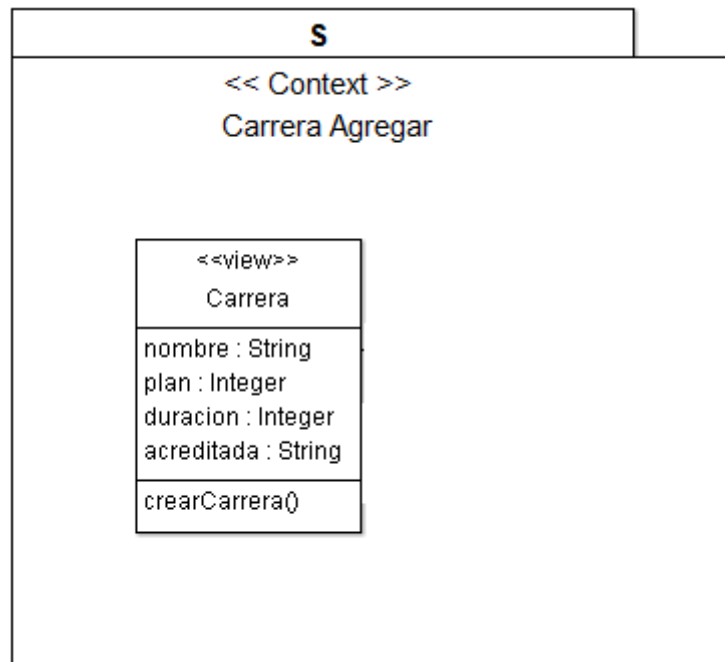 S
<< Context >>
Carrera Agregar
<<view>>
Carrera
nombre : String
plan : Integer
duracion : Integer
acreditada : String
crearCarrera()